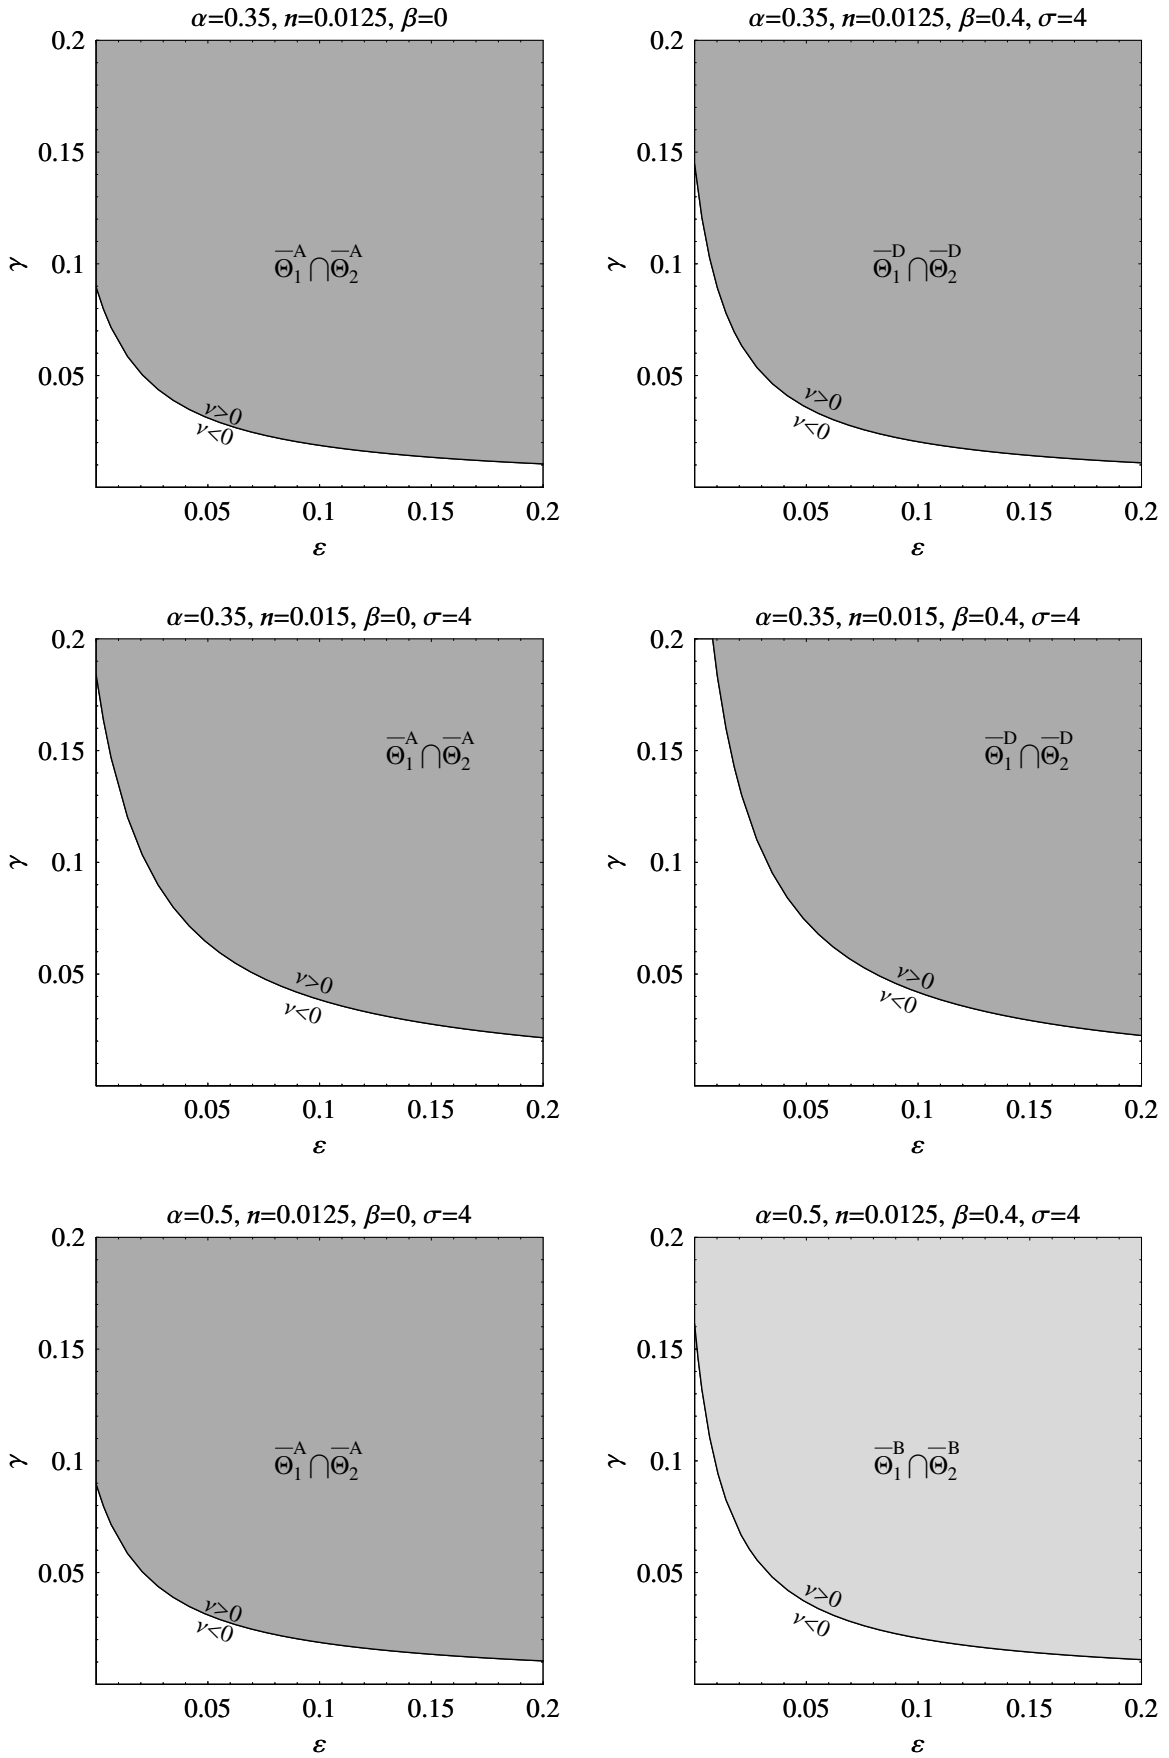 α=0.35, n=0.0125, β=0
0.2
0.15
0.1
0.05
γ
Θ̅₁ᴬ⋂Θ̅₂ᴬ
ν>0
ν<0
0.05 0.1 0.15 0.2
ε
α=0.35, n=0.0125, β=0.4, σ=4
0.2
0.15
0.1
0.05
γ
Θ̅₁ᴰ⋂Θ̅₂ᴰ
ν>0
ν<0
0.05 0.1 0.15 0.2
ε
α=0.35, n=0.015, β=0, σ=4
0.2
0.15
0.1
0.05
γ
Θ̅₁ᴬ⋂Θ̅₂ᴬ
ν>0
ν<0
0.05 0.1 0.15 0.2
ε
α=0.35, n=0.015, β=0.4, σ=4
0.2
0.15
0.1
0.05
γ
Θ̅₁ᴰ⋂Θ̅₂ᴰ
ν>0
ν<0
0.05 0.1 0.15 0.2
ε
α=0.5, n=0.0125, β=0, σ=4
0.2
0.15
0.1
0.05
γ
Θ̅₁ᴬ⋂Θ̅₂ᴬ
ν>0
ν<0
0.05 0.1 0.15 0.2
ε
α=0.5, n=0.0125, β=0.4, σ=4
0.2
0.15
0.1
0.05
γ
Θ̅₁ᴮ⋂Θ̅₂ᴮ
ν>0
ν<0
0.05 0.1 0.15 0.2
ε